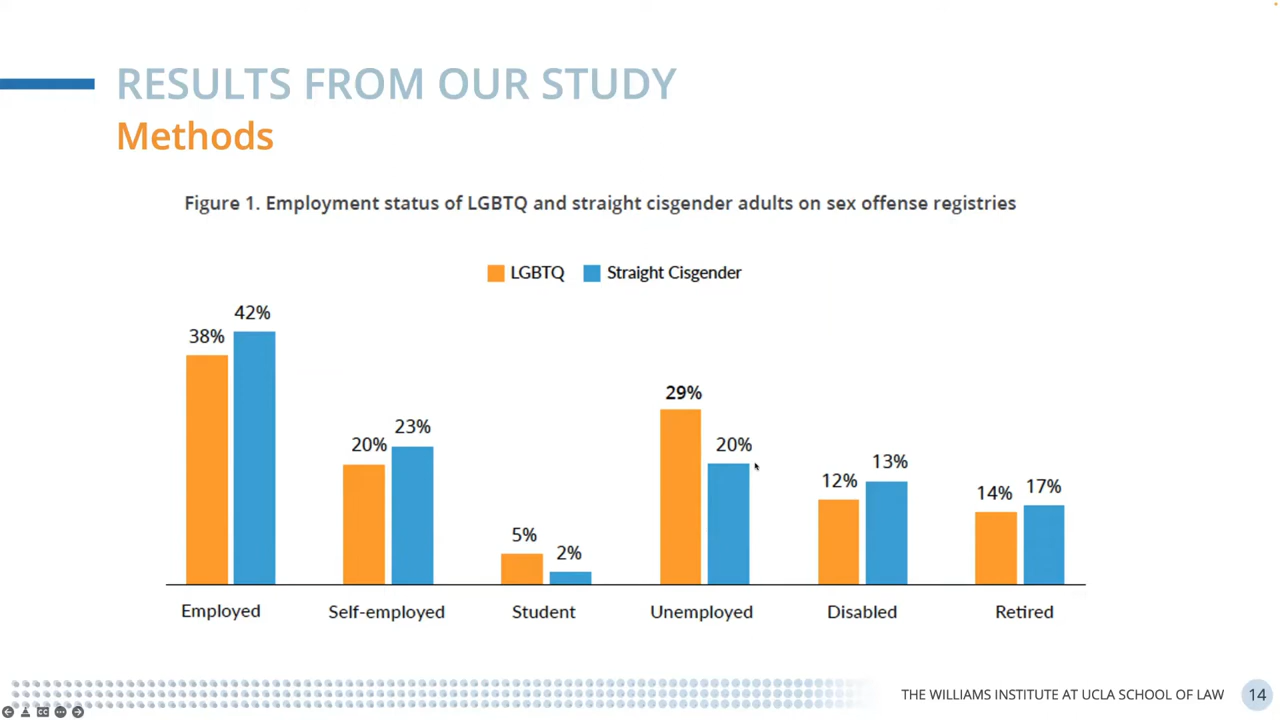 RESULTS FROM OUR STUDY
Methods
Figure 1. Employment status of LGBTQ and straight cisgender adults on sex offense registries
LGBTQ Straight Cisgender
38% 42%
20% 23%
5% 2%
29% 20%
12% 13%
14% 17%
Employed Self-employed Student Unemployed Disabled Retired
THE WILLIAMS INSTITUTE AT UCLA SCHOOL OF LAW 14
CC